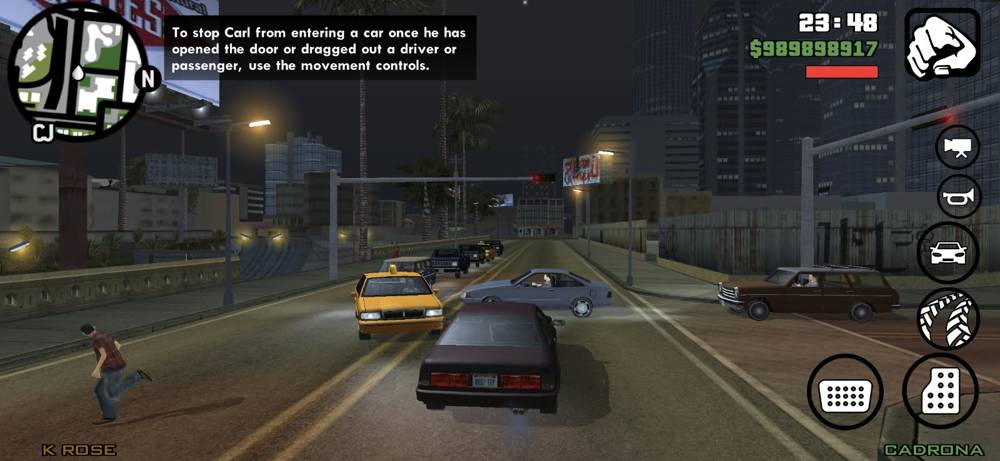 To stop Carl from entering a car once he has
opened the door or dragged out a driver or
passenger, use the movement controls.
23:48
$989898917
N
CJ
K ROSE
CADRONA